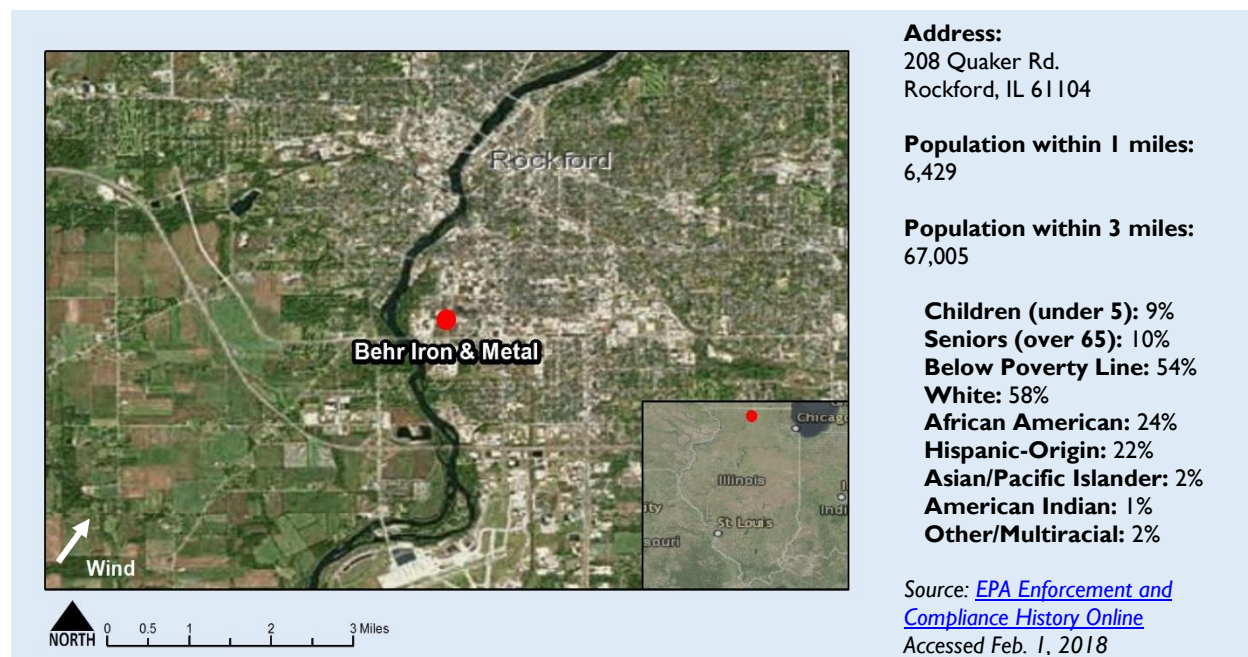 Rockford
Behr Iron & Metal
Wind
NORTH
0 0.5 1 2 3 Miles
Chicag
Illinois
St Louis
ity
souri
I
Indi
Address:
208 Quaker Rd.
Rockford, IL 61104
Population within 1 miles:
6,429
Population within 3 miles:
67,005
Children (under 5): 9%
Seniors (over 65): 10%
Below Poverty Line: 54%
White: 58%
African American: 24%
Hispanic-Origin: 22%
Asian/Pacific Islander: 2%
American Indian: 1%
Other/Multiracial: 2%
Source: EPA Enforcement and
Compliance History Online
Accessed Feb. 1, 2018